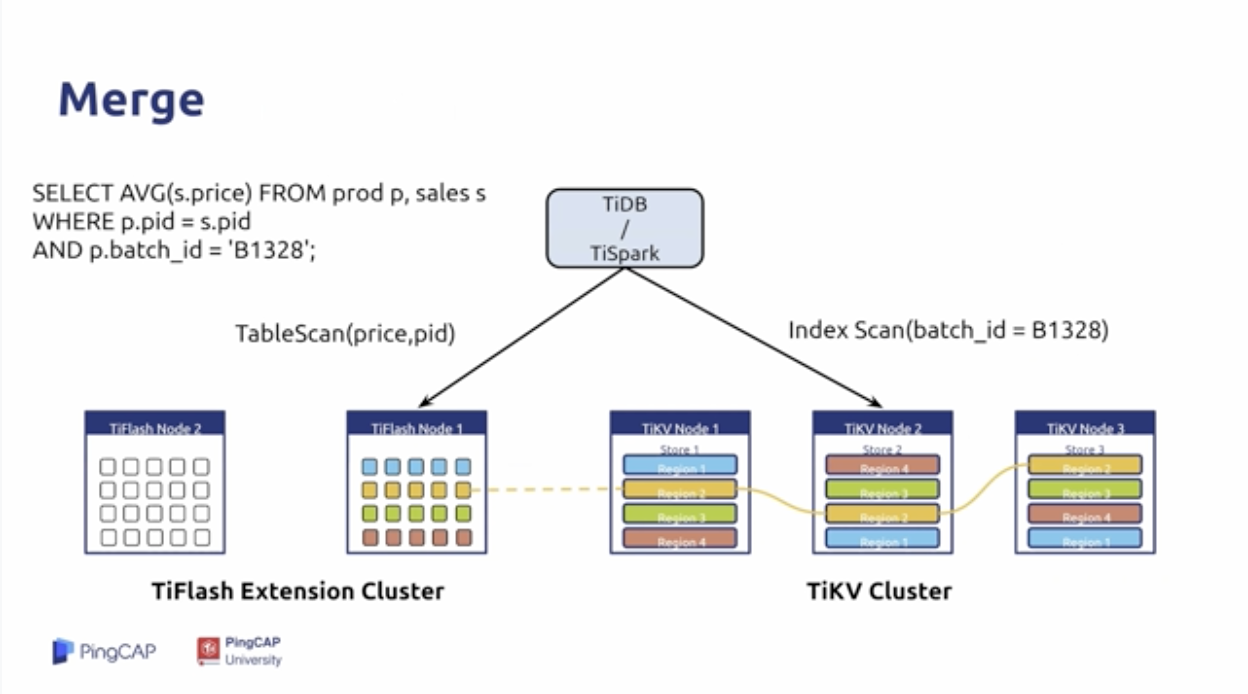 Merge
SELECT AVG(s.price) FROM prod p, sales s
WHERE p.pid = s.pid
AND p.batch_id = 'B1328';
TiDB
/
TiSpark
TableScan(price,pid)
Index Scan(batch_id = B1328)
TiFlash Node 2
TiFlash Node 1
TiKV Node 1
Store 1
Region 1
Region 2
Region 3
Region 4
TiKV Node 2
Store 2
Region 4
Region 3
Region 2
Region 1
TiKV Node 3
Store 3
Region 2
Region 3
Region 4
Region 1
TiFlash Extension Cluster
TiKV Cluster
PingCAP
PingCAP
University